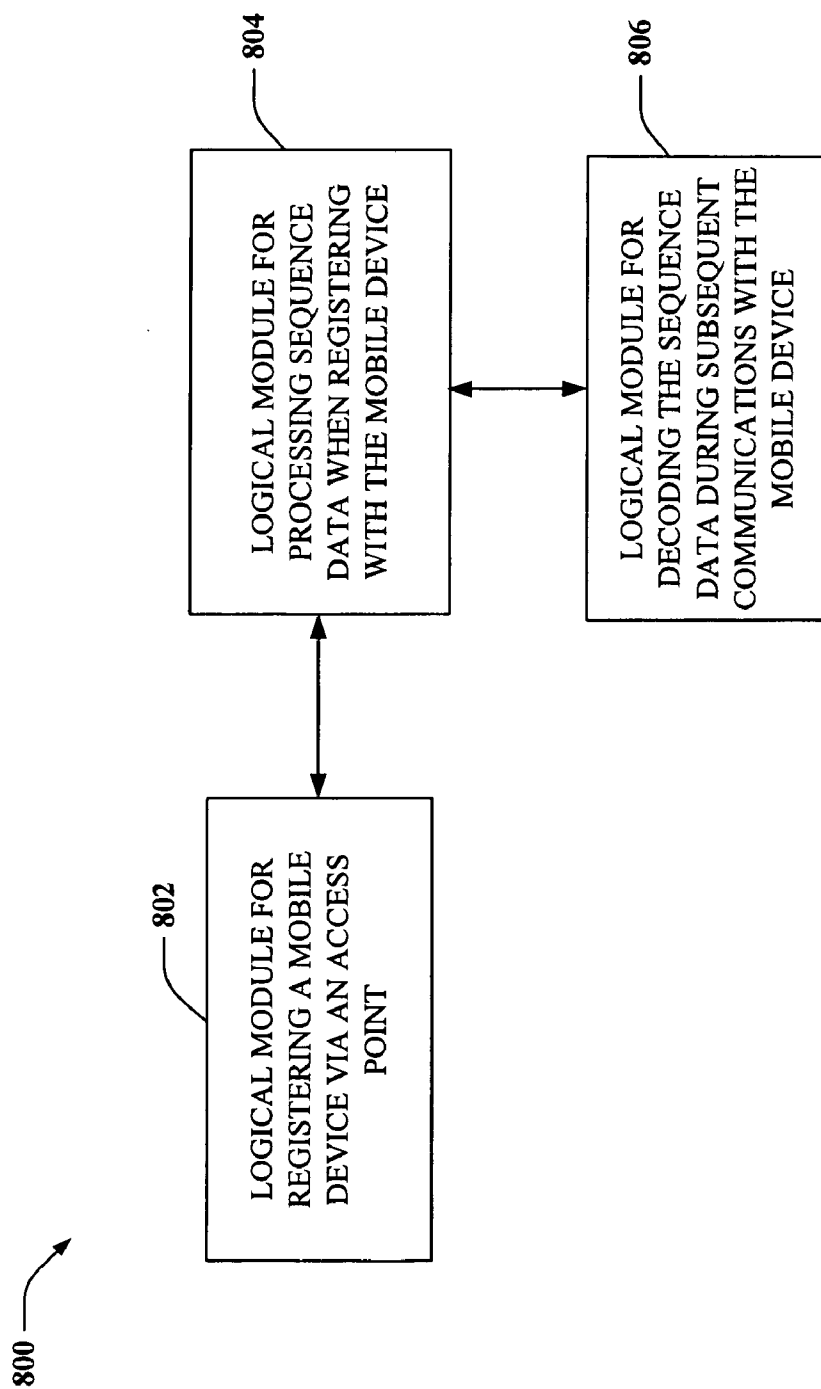 800
802
LOGICAL MODULE FOR
REGISTERING A MOBILE
DEVICE VIA AN ACCESS
POINT
804
LOGICAL MODULE FOR
PROCESSING SEQUENCE
DATA WHEN REGISTERING
WITH THE MOBILE DEVICE
806
LOGICAL MODULE FOR
DECODING THE SEQUENCE
DATA DURING SUBSEQUENT
COMMUNICATIONS WITH THE
MOBILE DEVICE